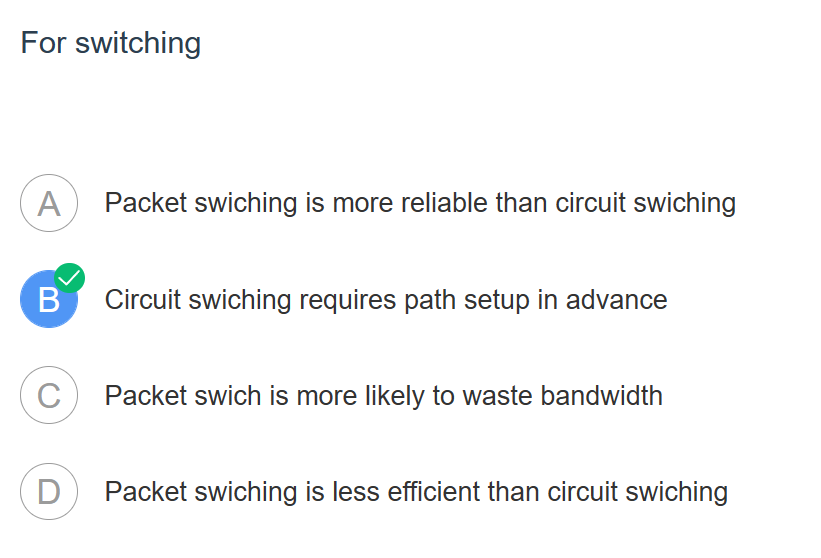 For switching
A Packet swiching is more reliable than circuit swiching
B Circuit swiching requires path setup in advance
C Packet swich is more likely to waste bandwidth
D Packet swiching is less efficient than circuit swiching